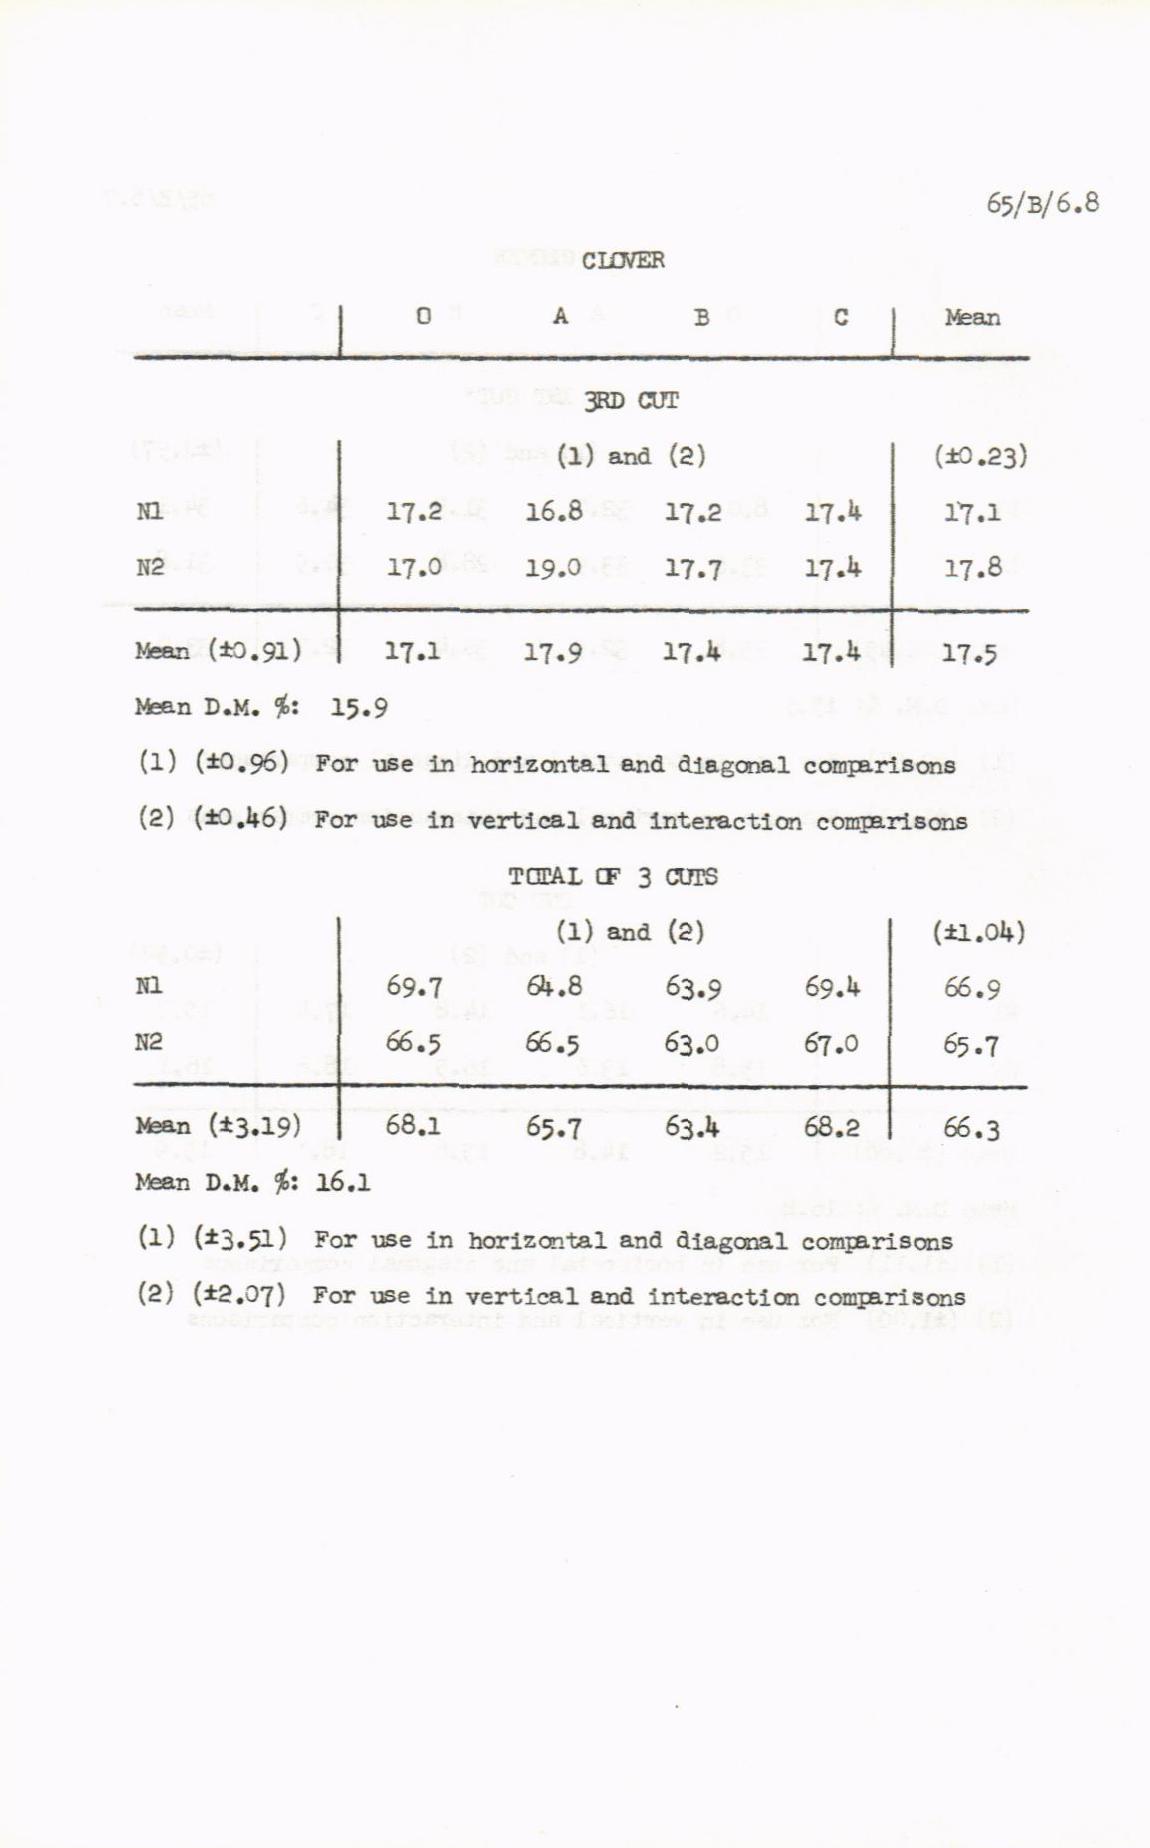 65/B/6.8
CLOVER
O A B C Mean
3RD CUT
(1) and (2) (±0.23)
N1 17.2 16.8 17.2 17.4 17.1
N2 17.0 19.0 17.7 17.4 17.8
Mean (±0.91) 17.1 17.9 17.4 17.4 17.5
Mean D.M. %: 15.9
(1) (±0.96) For use in horizontal and diagonal comparisons
(2) (±0.46) For use in vertical and interaction comparisons
TOTAL OF 3 CUTS
(1) and (2) (±1.04)
N1 69.7 64.8 63.9 69.4 66.9
N2 66.5 66.5 63.0 67.0 65.7
Mean (±3.19) 68.1 65.7 63.4 68.2 66.3
Mean D.M. %: 16.1
(1) (±3.51) For use in horizontal and diagonal comparisons
(2) (±2.07) For use in vertical and interaction comparisons